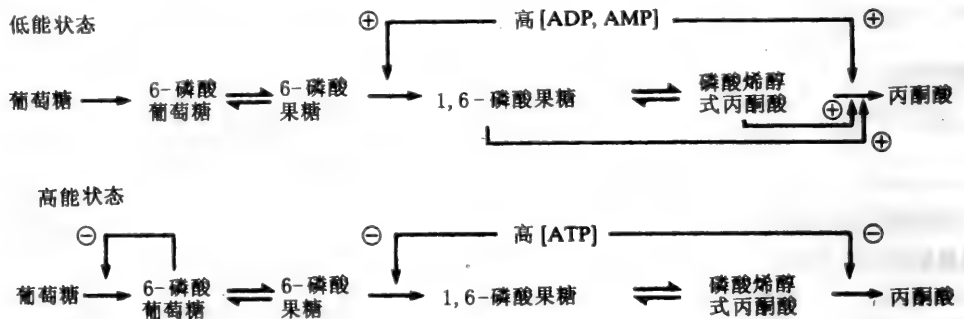 低能状态
⊕ 高 [ADP, AMP] ⊕
葡萄糖 6-磷酸 6-磷酸 1,6-磷酸果糖 磷酸烯醇 丙酮酸
葡萄糖 果糖 式丙酮酸 ⊕
⊕
高能状态
⊖ ⊖ 高 [ATP] ⊖
葡萄糖 6-磷酸 6-磷酸 1,6-磷酸果糖 磷酸烯醇 丙酮酸
葡萄糖 果糖 式丙酮酸